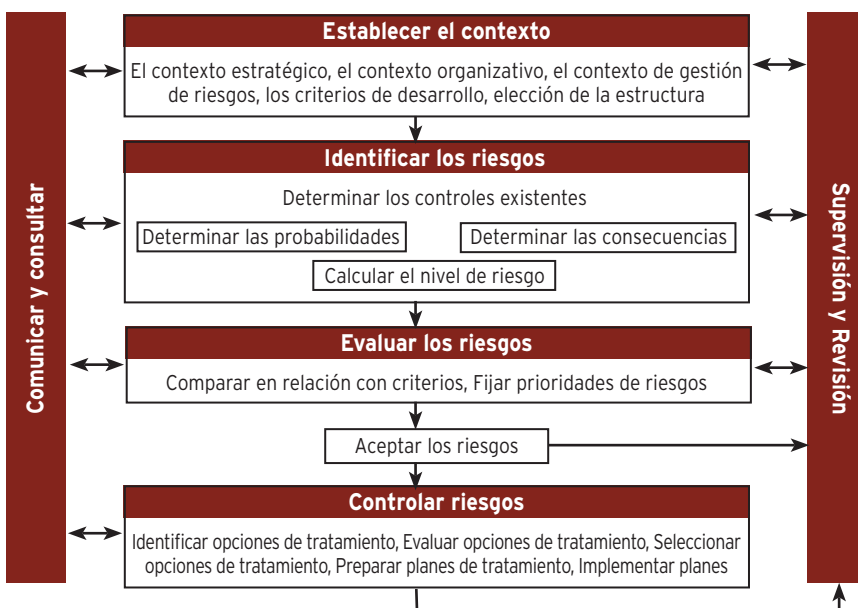 Comunicar y consultar
Establecer el contexto
El contexto estratégico, el contexto organizativo, el contexto de gestión
de riesgos, los criterios de desarrollo, elección de la estructura
Identificar los riesgos
Determinar los controles existentes
Determinar las probabilidades
Determinar las consecuencias
Calcular el nivel de riesgo
Evaluar los riesgos
Comparar en relación con criterios, Fijar prioridades de riesgos
Aceptar los riesgos
Controlar riesgos
Identificar opciones de tratamiento, Evaluar opciones de tratamiento, Seleccionar
opciones de tratamiento, Preparar planes de tratamiento, Implementar planes
Supervisión y Revisión